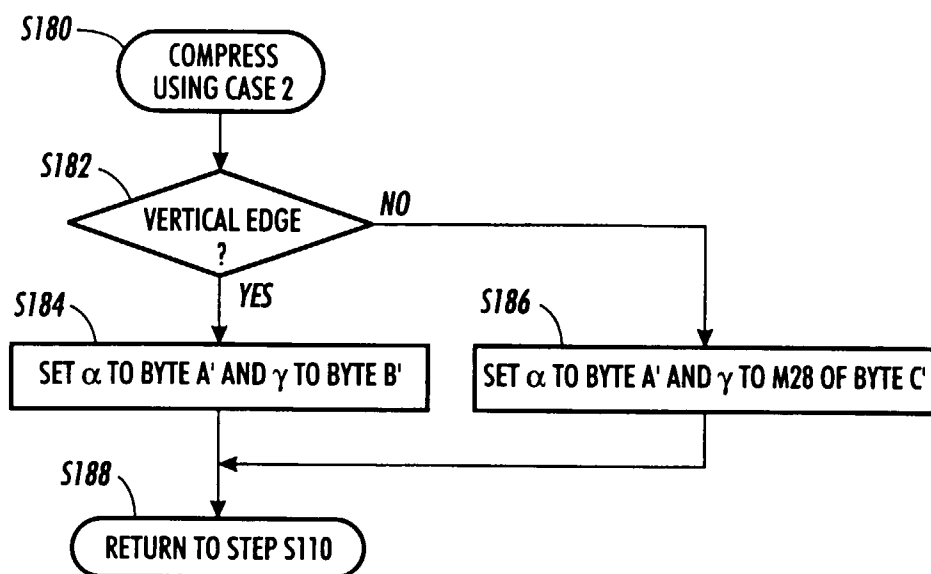 S180
COMPRESS
USING CASE 2
S182
VERTICAL EDGE
?
NO
YES
S184
SET α TO BYTE A' AND γ TO BYTE B'
S186
SET α TO BYTE A' AND γ TO M28 OF BYTE C'
S188
RETURN TO STEP S110